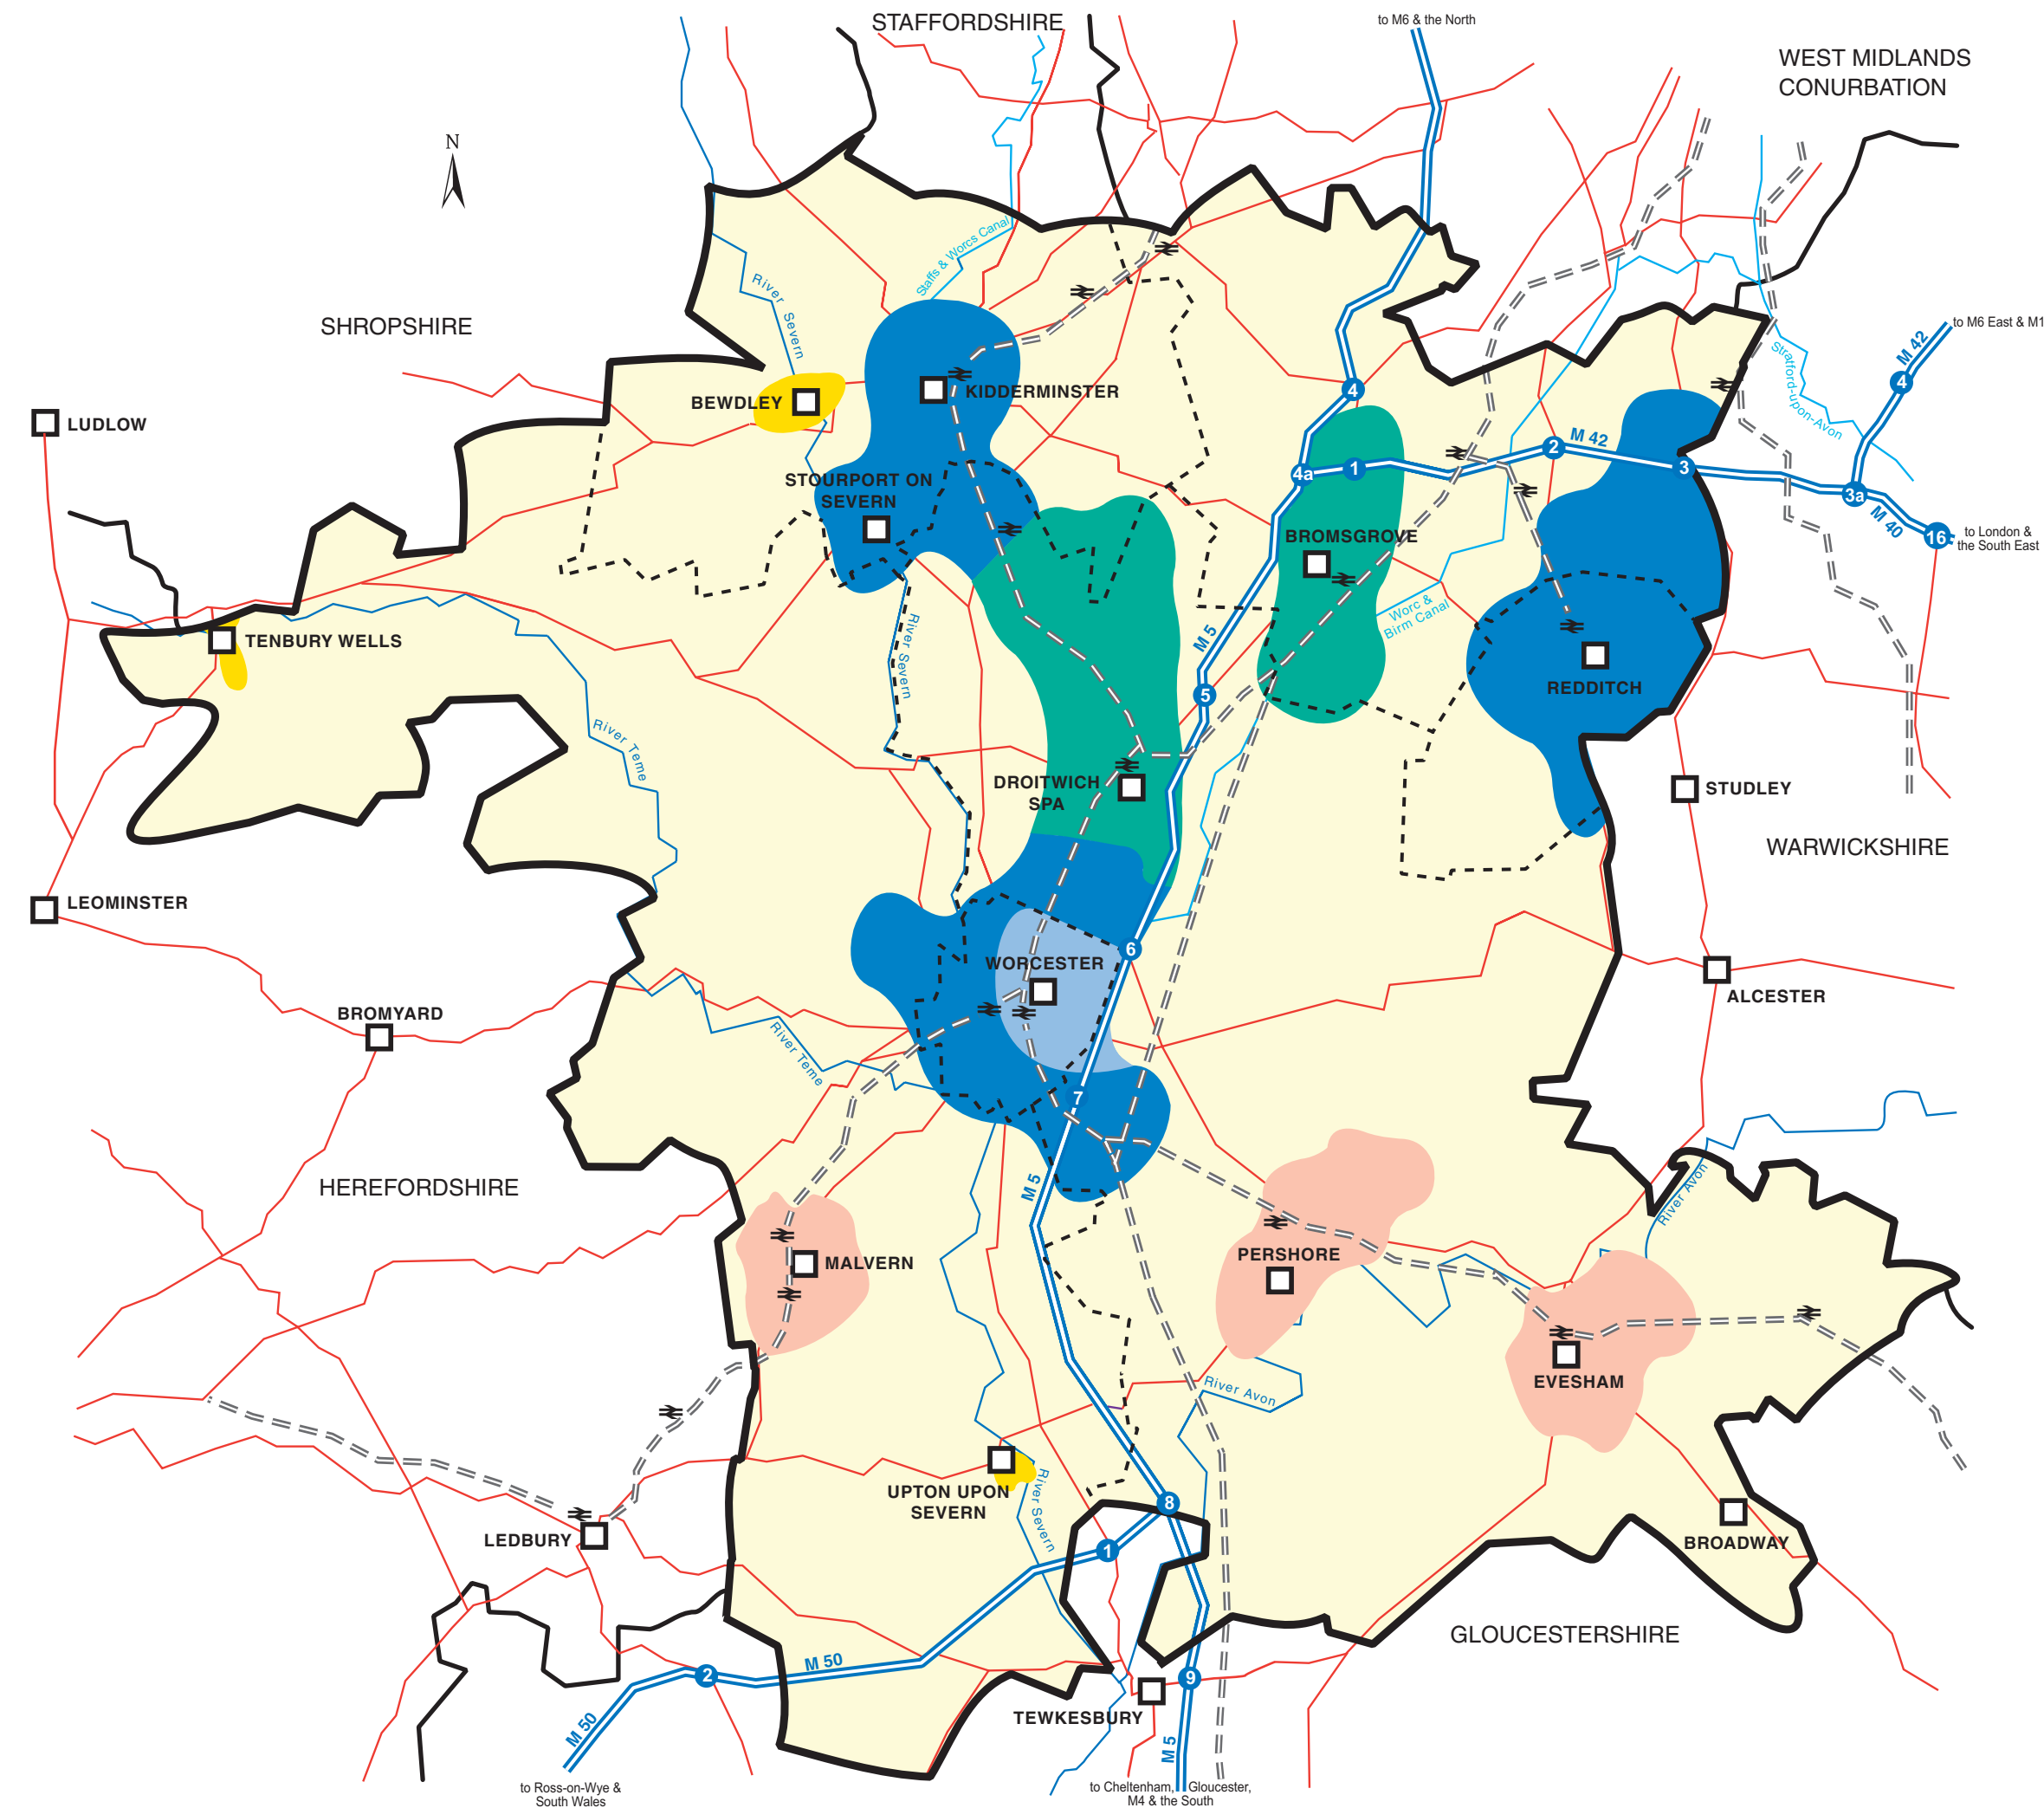 STAFFORDSHIRE
to M6 & the North
WEST MIDLANDS
CONURBATION
N
Staffs & Worcs Canal
SHROPSHIRE
River Severn
to M6 East & M1
M 42
4
Strafford-upon-Avon
BEWDLEY
KIDDERMINSTER
4
LUDLOW
M 42
2
4a
1
3
3a
M 40
STOURPORT ON
SEVERN
BROMSGROVE
16
to London &
the South East
Worc &
Birm Canal
TENBURY WELLS
River Severn
M 5
5
REDDITCH
River Teme
DROITWICH
SPA
STUDLEY
WARWICKSHIRE
LEOMINSTER
6
WORCESTER
ALCESTER
BROMYARD
River Teme
7
HEREFORDSHIRE
M 5
River Avon
MALVERN
PERSHORE
EVESHAM
River Avon
UPTON UPON
SEVERN
River Severn
8
1
LEDBURY
BROADWAY
GLOUCESTERSHIRE
M 50
2
9
M 50
TEWKESBURY
M 5
to Ross-on-Wye &
South Wales
to Cheltenham, Gloucester,
M4 & the South